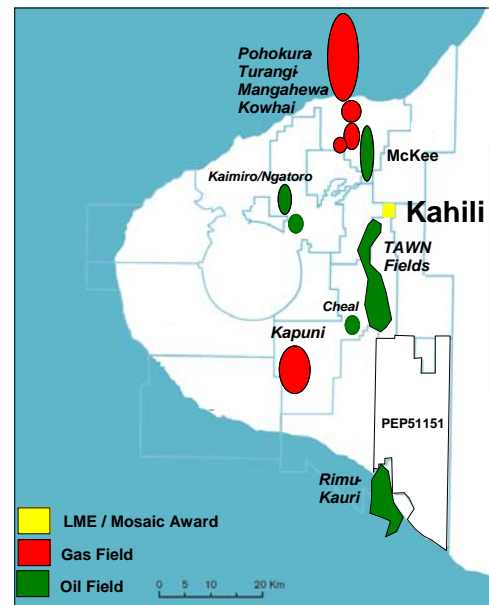 Pohokura
Turangi-
Mangahewa
Kowhai
McKee
Kaimiro/Ngatoro
Kahili
TAWN
Fields
Cheal
Kapuni
PEP51151
Rimu-
Kauri
LME / Mosaic Award
Gas Field
Oil Field
0 5 10 20 Km